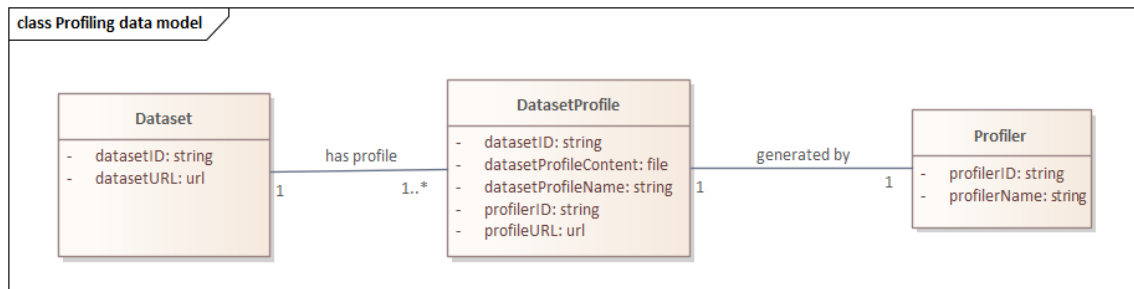 class Profiling data model
Dataset
- datasetID: string
- datasetURL: url
has profile
1
1..*
DatasetProfile
- datasetID: string
- datasetProfileContent: file
- datasetProfileName: string
- profilerID: string
- profileURL: url
generated by
1
1
Profiler
- profilerID: string
- profilerName: string